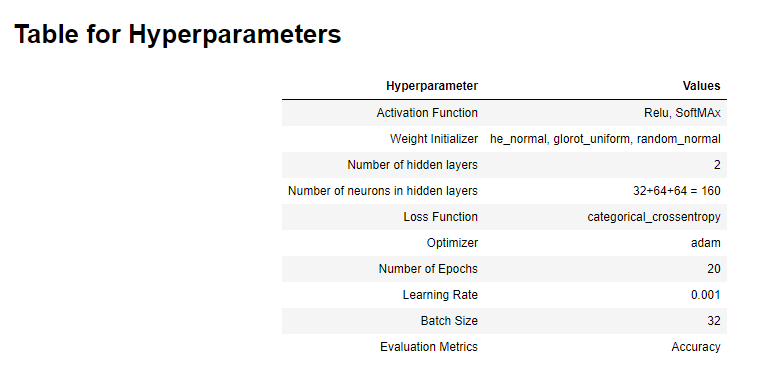 Table for Hyperparameters
Hyperparameter Values
Activation Function Relu, SoftMAx
Weight Initializer he_normal, glorot_uniform, random_normal
Number of hidden layers 2
Number of neurons in hidden layers 32+64+64 = 160
Loss Function categorical_crossentropy
Optimizer adam
Number of Epochs 20
Learning Rate 0.001
Batch Size 32
Evaluation Metrics Accuracy